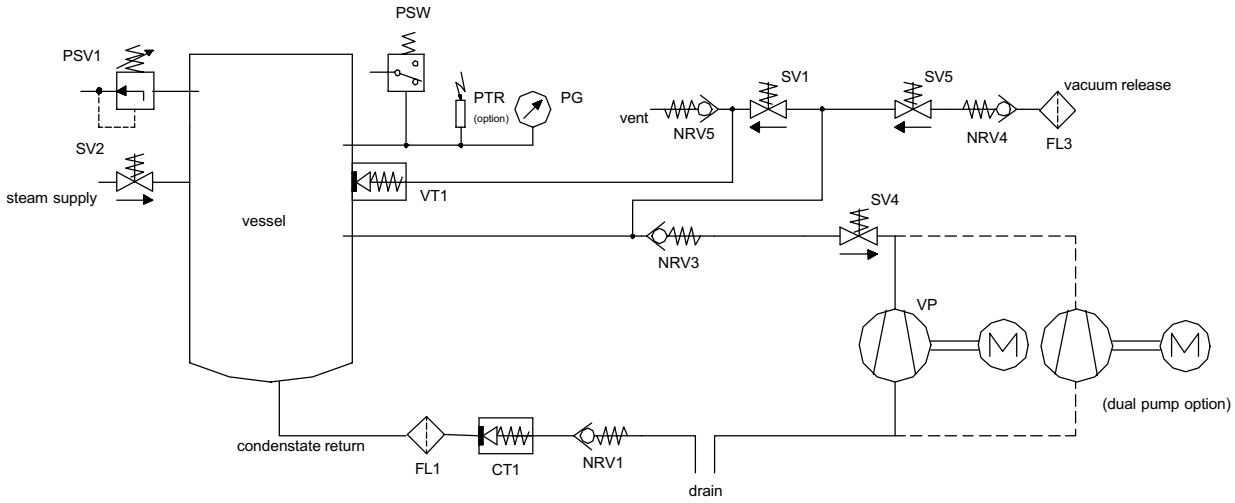 PSW
PSV1
PTR
(option)
PG
SV1
SV5
vacuum release
vent
NRV5
NRV4
FL3
SV2
steam supply
VT1
vessel
SV4
NRV3
VP
M
M
(dual pump option)
condenstate return
FL1
CT1
NRV1
drain